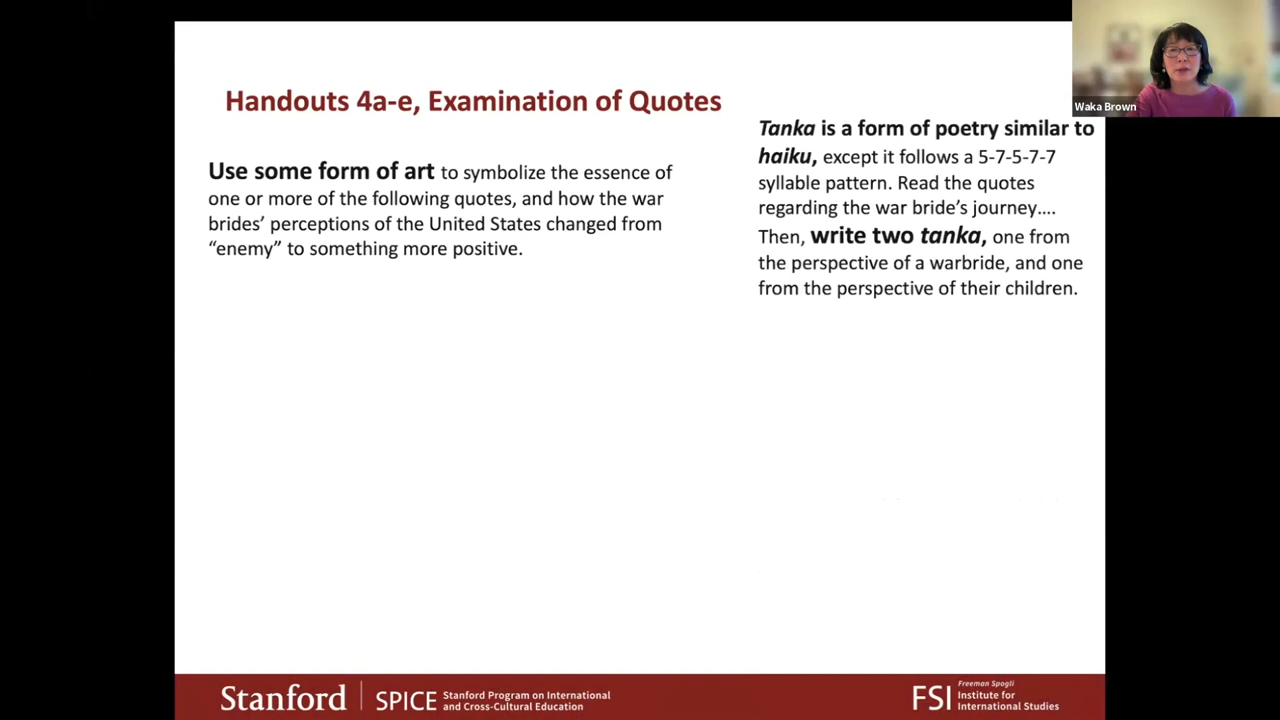 Handouts 4a-e, Examination of Quotes
Use some form of art to symbolize the essence of
one or more of the following quotes, and how the war
brides’ perceptions of the United States changed from
“enemy” to something more positive.
Tanka is a form of poetry similar to
haiku, except it follows a 5-7-5-7-7
syllable pattern. Read the quotes
regarding the war bride’s journey....
Then, write two tanka, one from
the perspective of a warbride, and one
from the perspective of their children.
Waka Brown
Stanford
SPICE
Stanford Program on International
and Cross-Cultural Education
FSI
Freeman Spogli
Institute for
International Studies